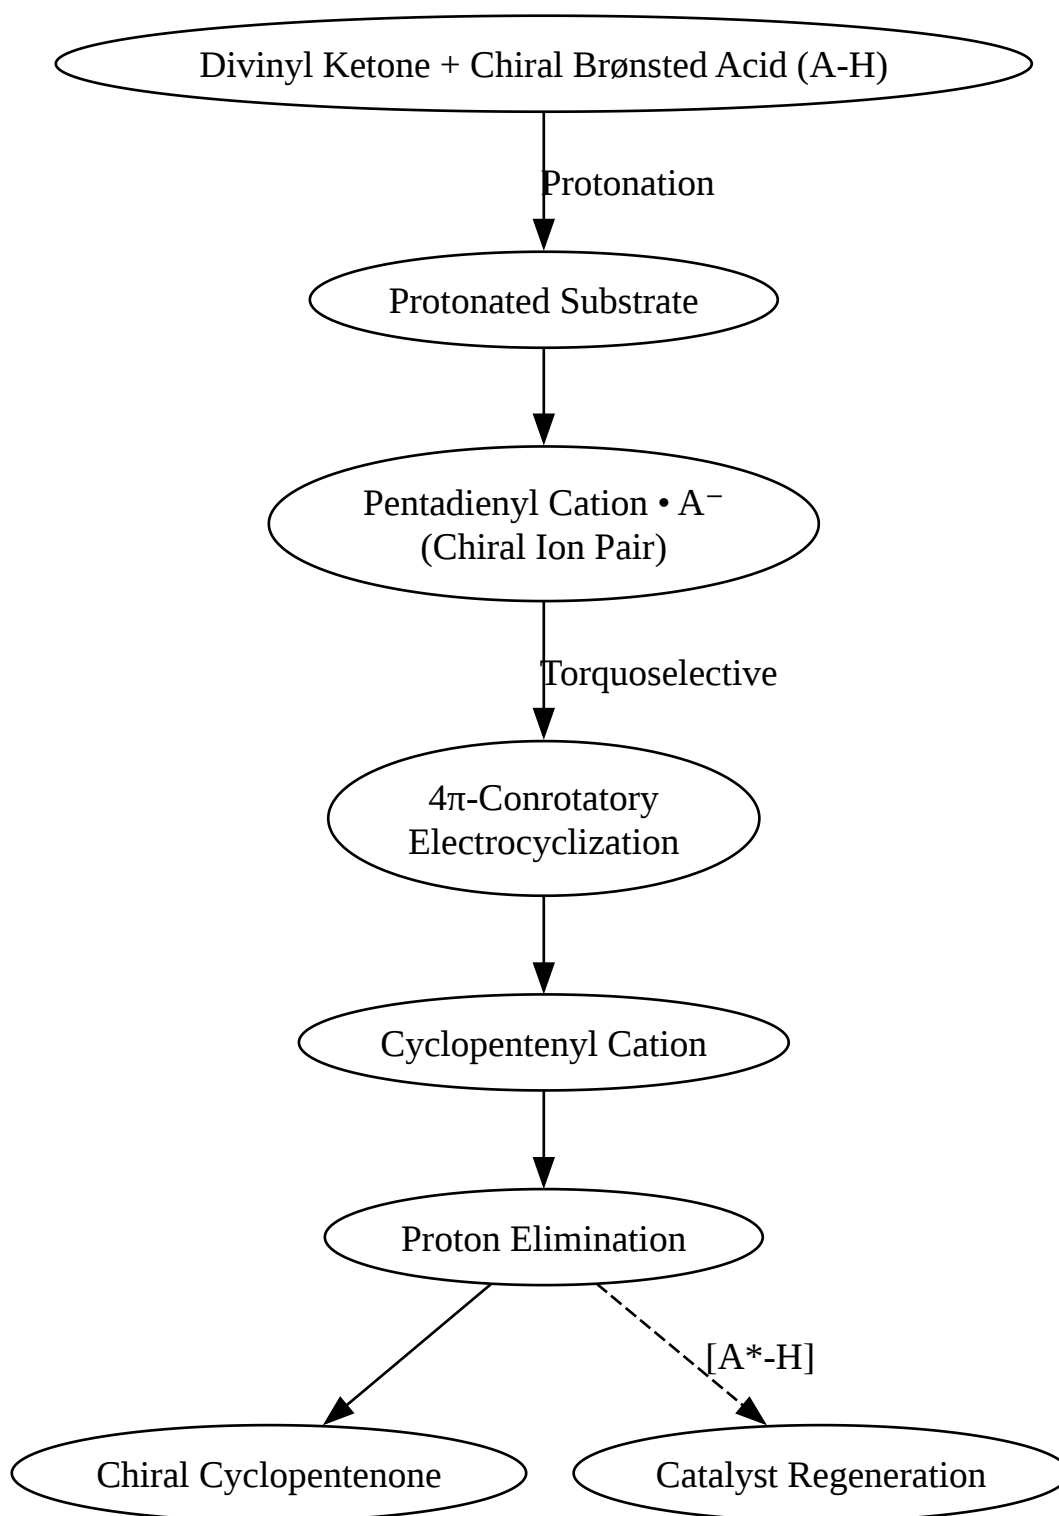 Divinyl Ketone + Chiral Brønsted Acid (A-H)
Protonation
Protonated Substrate
Pentadienyl Cation • A⁻
(Chiral Ion Pair)
Torquoselective
4π-Conrotatory
Electrocyclization
Cyclopentenyl Cation
Proton Elimination
[A*-H]
Chiral Cyclopentenone
Catalyst Regeneration